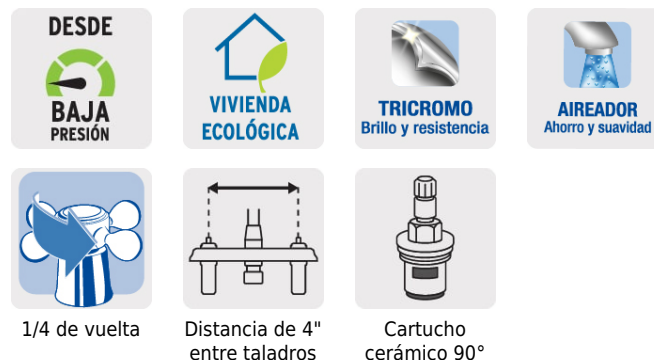 DESDE
BAJA
PRESIÓN
VIVIENDA
ECOLÓGICA
TRICROMO
Brillo y resistencia
AIREADOR
Ahorro y suavidad
1/4 de vuelta
Distancia de 4"
entre taladros
Cartucho
cerámico 90°